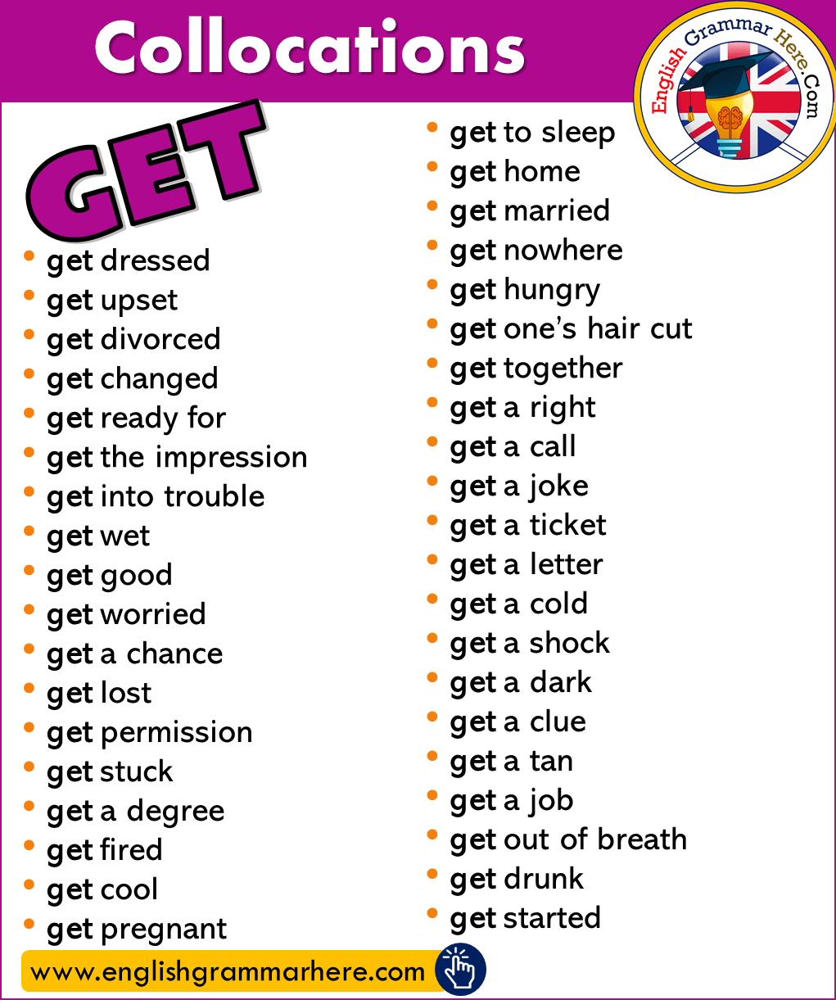 Collocations
English Grammar Here.Com
GET
get dressed
get upset
get divorced
get changed
get ready for
get the impression
get into trouble
get wet
get good
get worried
get a chance
get lost
get permission
get stuck
get a degree
get fired
get cool
get pregnant
get to sleep
get home
get married
get nowhere
get hungry
get one’s hair cut
get together
get a right
get a call
get a joke
get a ticket
get a letter
get a cold
get a shock
get a dark
get a clue
get a tan
get a job
get out of breath
get drunk
get started
www.englishgrammarhere.com